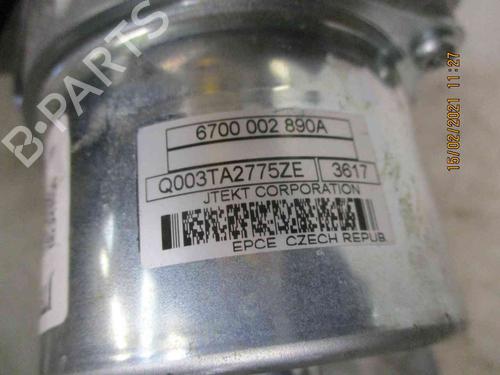 6700 002 890A
Q003TA2775ZE 3617
JTEKT CORPORATION
EPCE CZECH REPUB
B-PARTS
15/02/2021 11:27